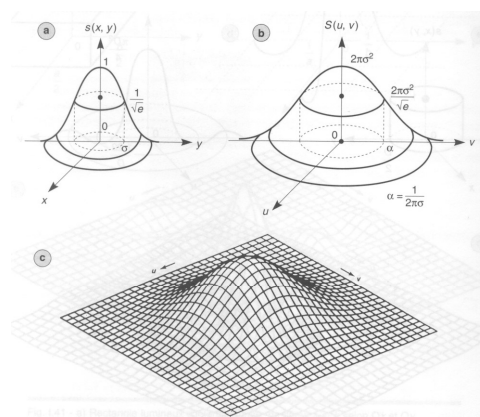 a
s(x, y)
1
1/√e
0
σ
y
x
b
S(u, v)
2πσ²
2πσ²/√e
0
α
v
u
α = 1/2πσ
c
u
v